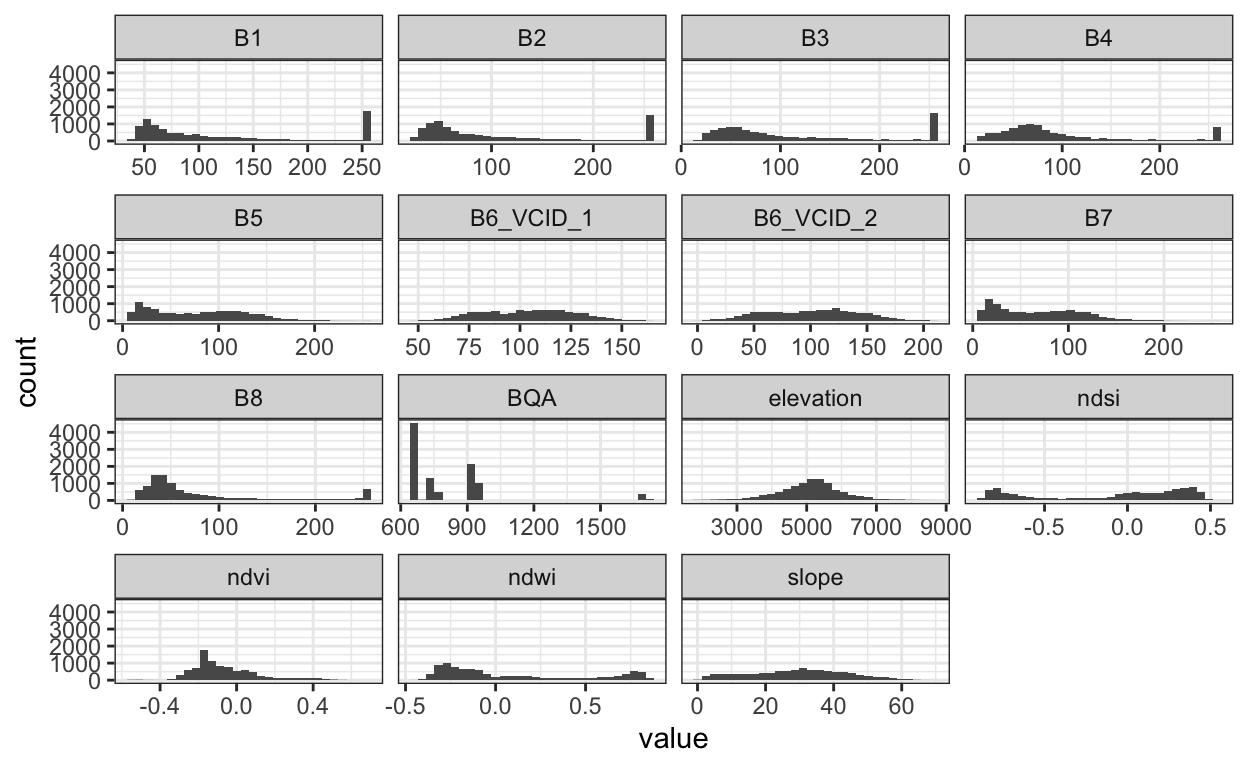 B1 B2 B3 B4
4000
3000
2000
1000
0
50 100 150 200 250 100 200 0 100 200 0 100 200
B5 B6_VCID_1 B6_VCID_2 B7
4000
3000
2000
1000
0
0 100 200 50 75 100 125 150 0 50 100 150 200 0 100 200
B8 BQA elevation ndsi
4000
3000
2000
1000
0
0 100 200 600 900 1200 1500 3000 5000 7000 9000 -0.5 0.0 0.5
ndvi ndwi slope
4000
3000
2000
1000
0
-0.4 0.0 0.4 -0.5 0.0 0.5 0 20 40 60
count
value